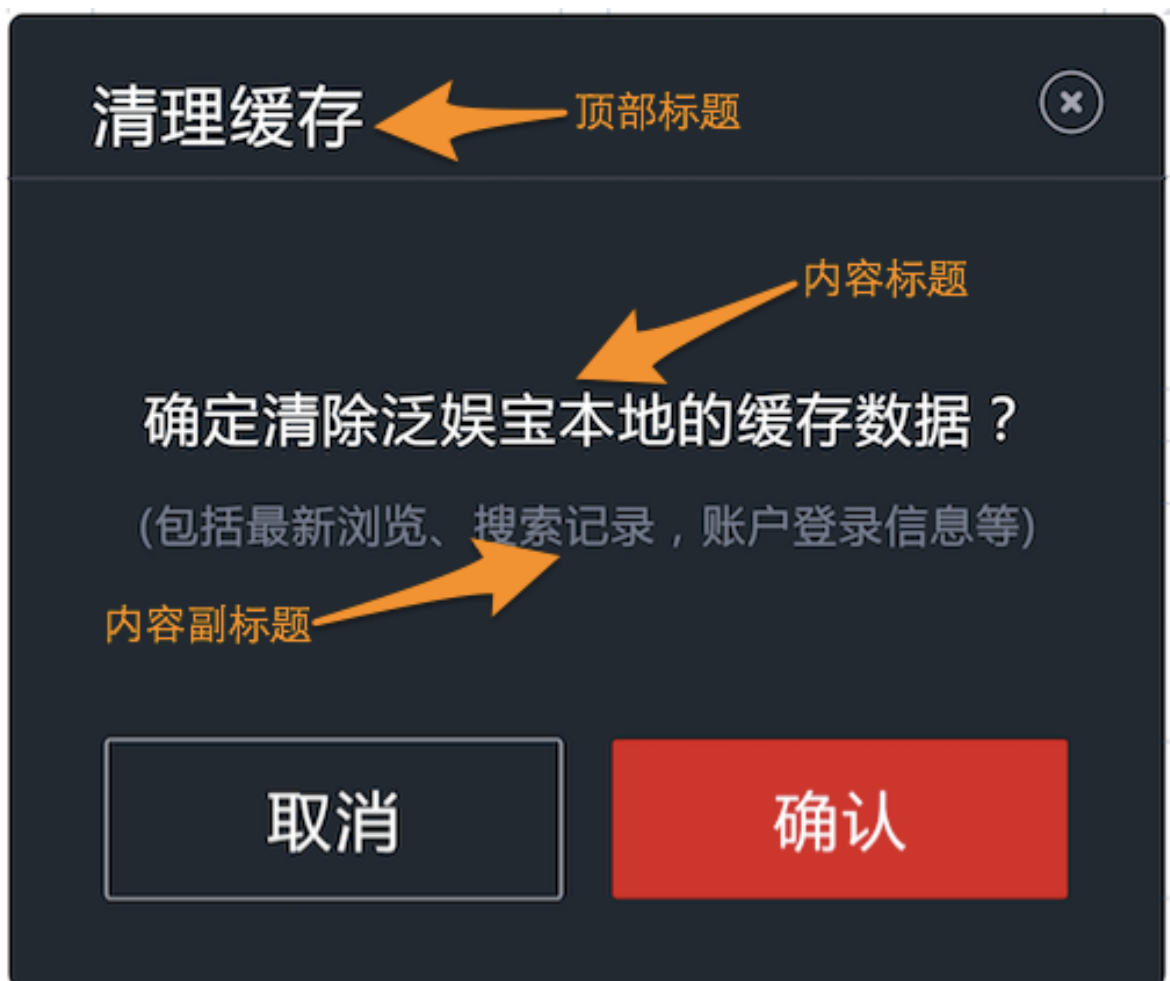 清理缓存
顶部标题
内容标题
确定清除泛娱宝本地的缓存数据？
(包括最新浏览、搜索记录，账户登录信息等)
内容副标题
取消
确认